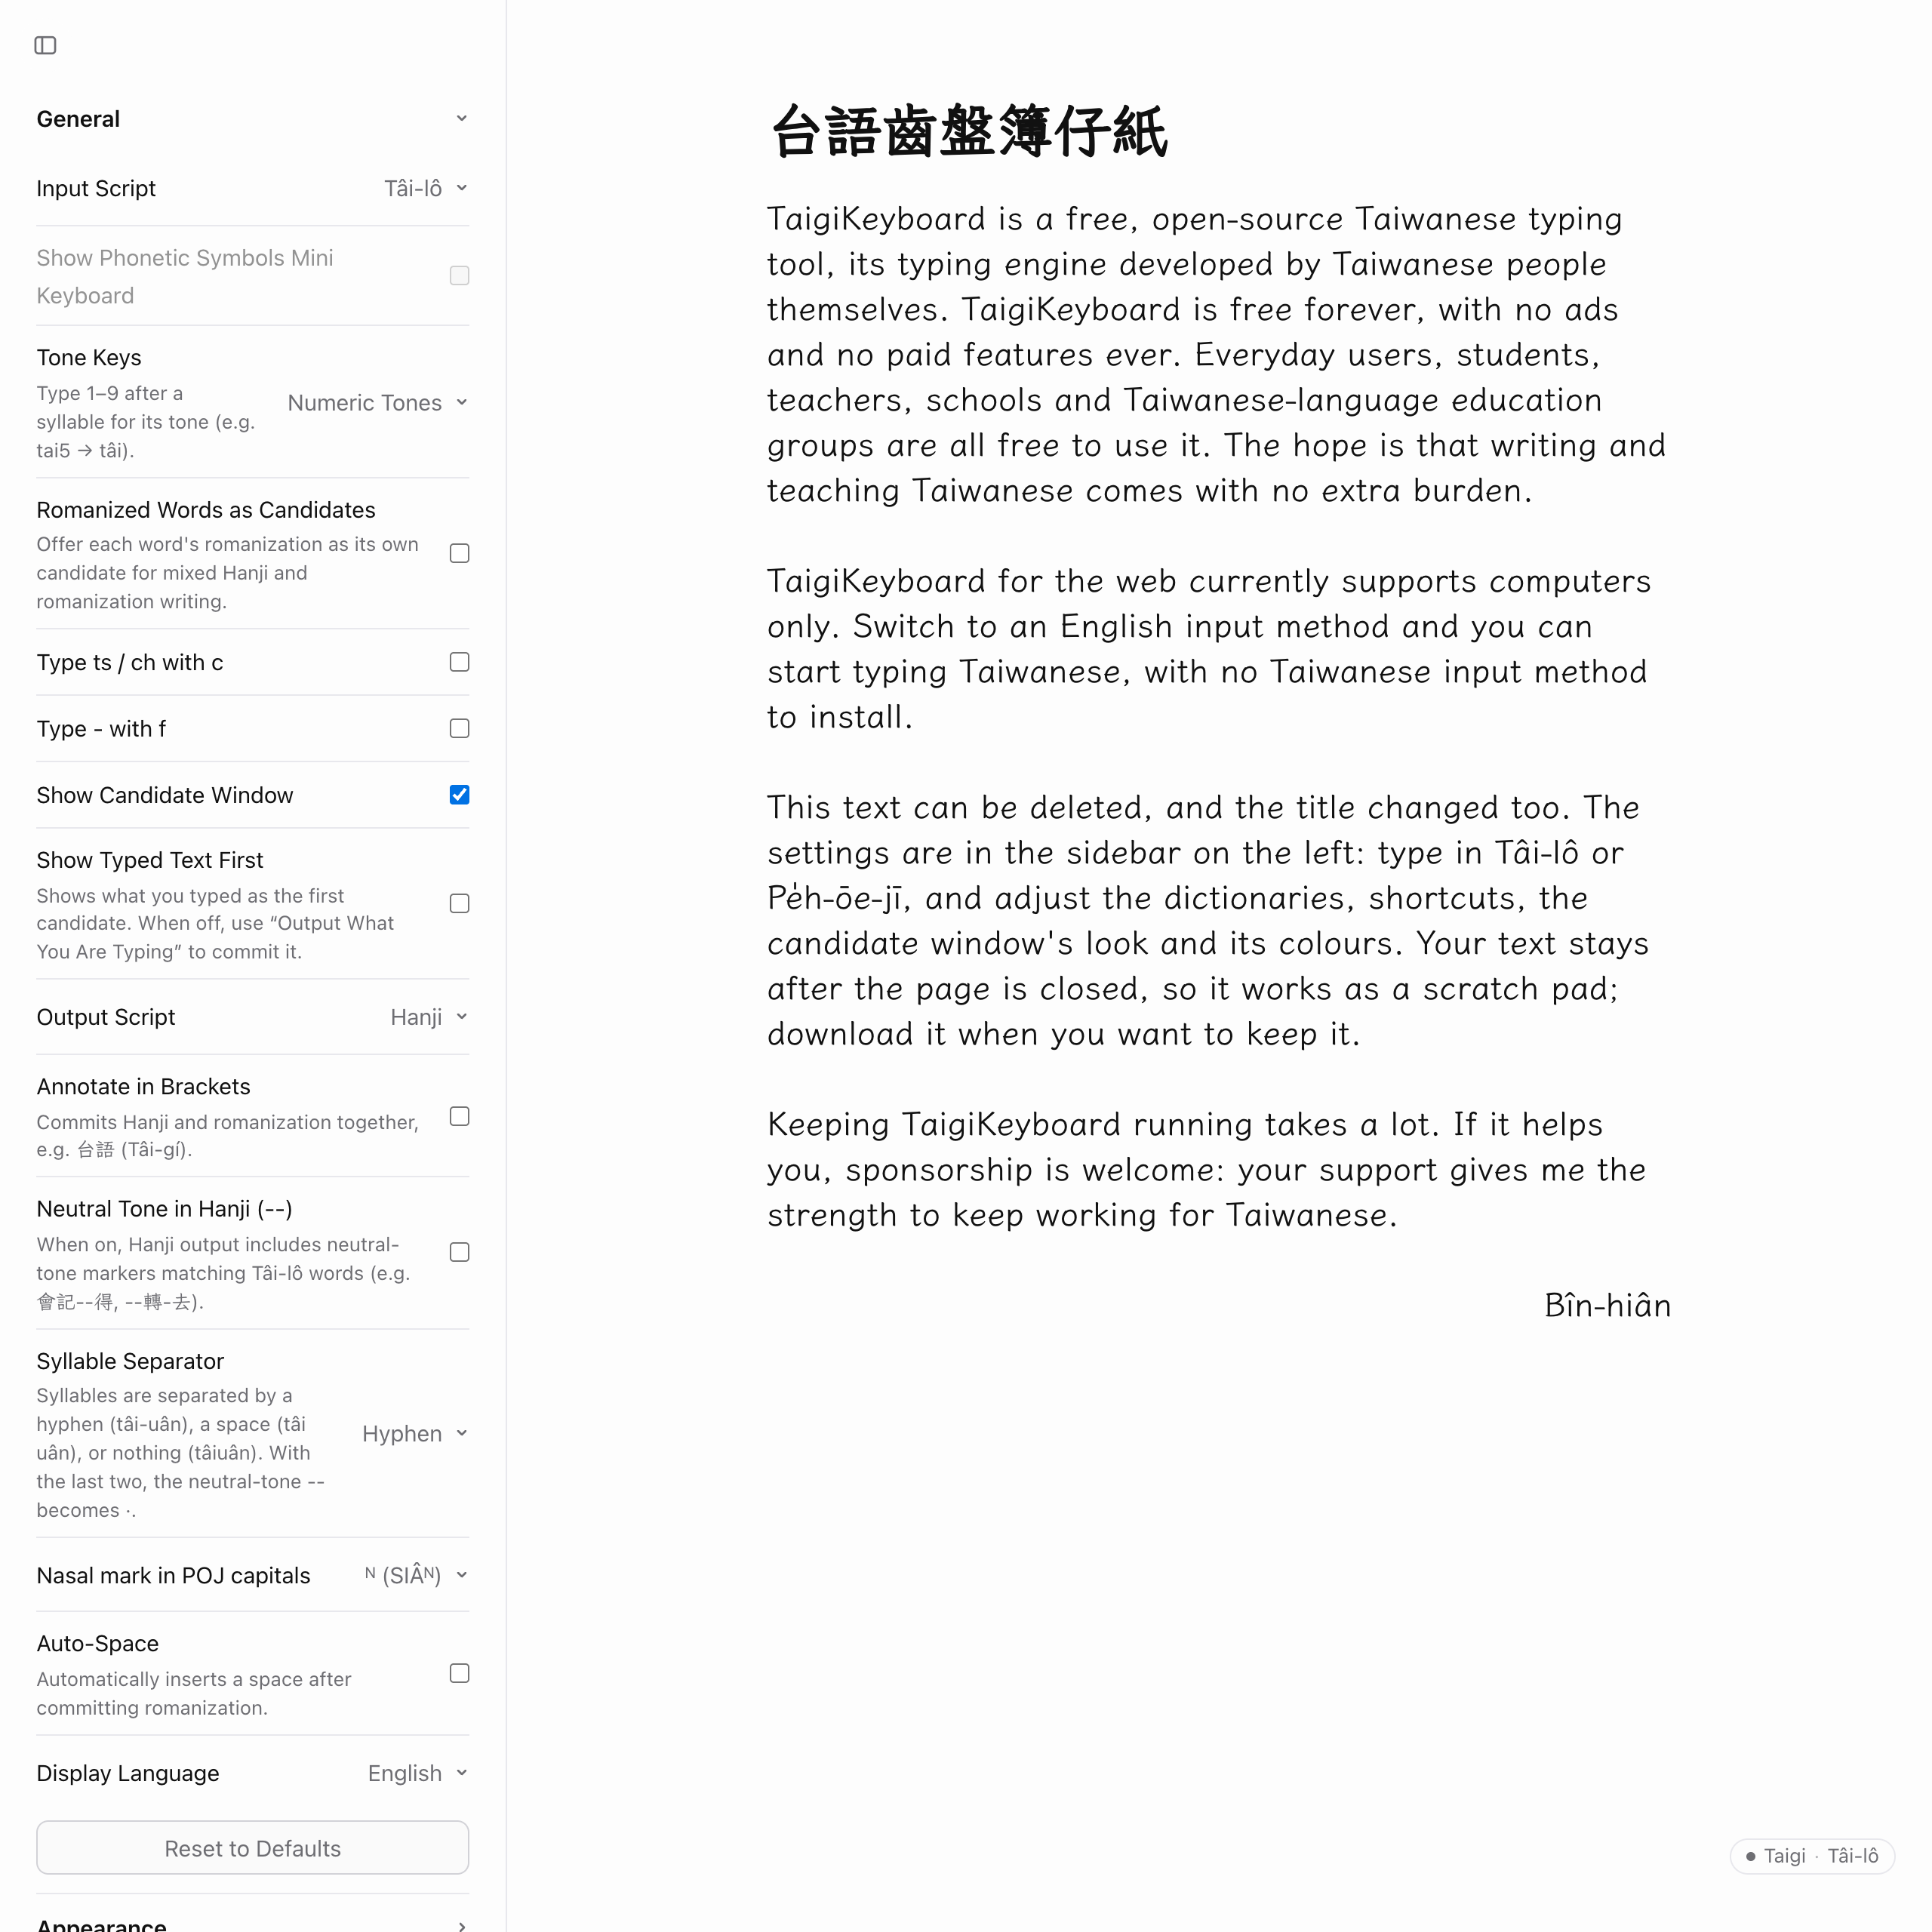 General
Input Script
Tâi-lô
Show Phonetic Symbols Mini
Keyboard
Tone Keys
Type 1–9 after a
syllable for its tone (e.g.
tai5 → tâi).
Numeric Tones
Romanized Words as Candidates
Offer each word's romanization as its own
candidate for mixed Hanji and
romanization writing.
Type ts / ch with c
Type - with f
Show Candidate Window
Show Typed Text First
Shows what you typed as the first
candidate. When off, use “Output What
You Are Typing” to commit it.
Output Script
Hanji
Annotate in Brackets
Commits Hanji and romanization together,
e.g. 台語 (Tâi-gí).
Neutral Tone in Hanji (--)
When on, Hanji output includes neutral-
tone markers matching Tâi-lô words (e.g.
會記--得, --轉-去).
Syllable Separator
Syllables are separated by a
hyphen (tâi-uân), a space (tâi
uân), or nothing (tâiuân). With
the last two, the neutral-tone --
becomes ·.
Hyphen
Nasal mark in POJ capitals
ᴺ (SIÂᴺ)
Auto-Space
Automatically inserts a space after
committing romanization.
Display Language
English
Reset to Defaults
Appearance
台語齒盤簿仔紙
TaigiKeyboard is a free, open-source Taiwanese typing
tool, its typing engine developed by Taiwanese people
themselves. TaigiKeyboard is free forever, with no ads
and no paid features ever. Everyday users, students,
teachers, schools and Taiwanese-language education
groups are all free to use it. The hope is that writing and
teaching Taiwanese comes with no extra burden.
TaigiKeyboard for the web currently supports computers
only. Switch to an English input method and you can
start typing Taiwanese, with no Taiwanese input method
to install.
This text can be deleted, and the title changed too. The
settings are in the sidebar on the left: type in Tâi-lô or
Pe̍h-ōe-jī, and adjust the dictionaries, shortcuts, the
candidate window's look and its colours. Your text stays
after the page is closed, so it works as a scratch pad;
download it when you want to keep it.
Keeping TaigiKeyboard running takes a lot. If it helps
you, sponsorship is welcome: your support gives me the
strength to keep working for Taiwanese.
Bîn-hiân
Taigi · Tâi-lô